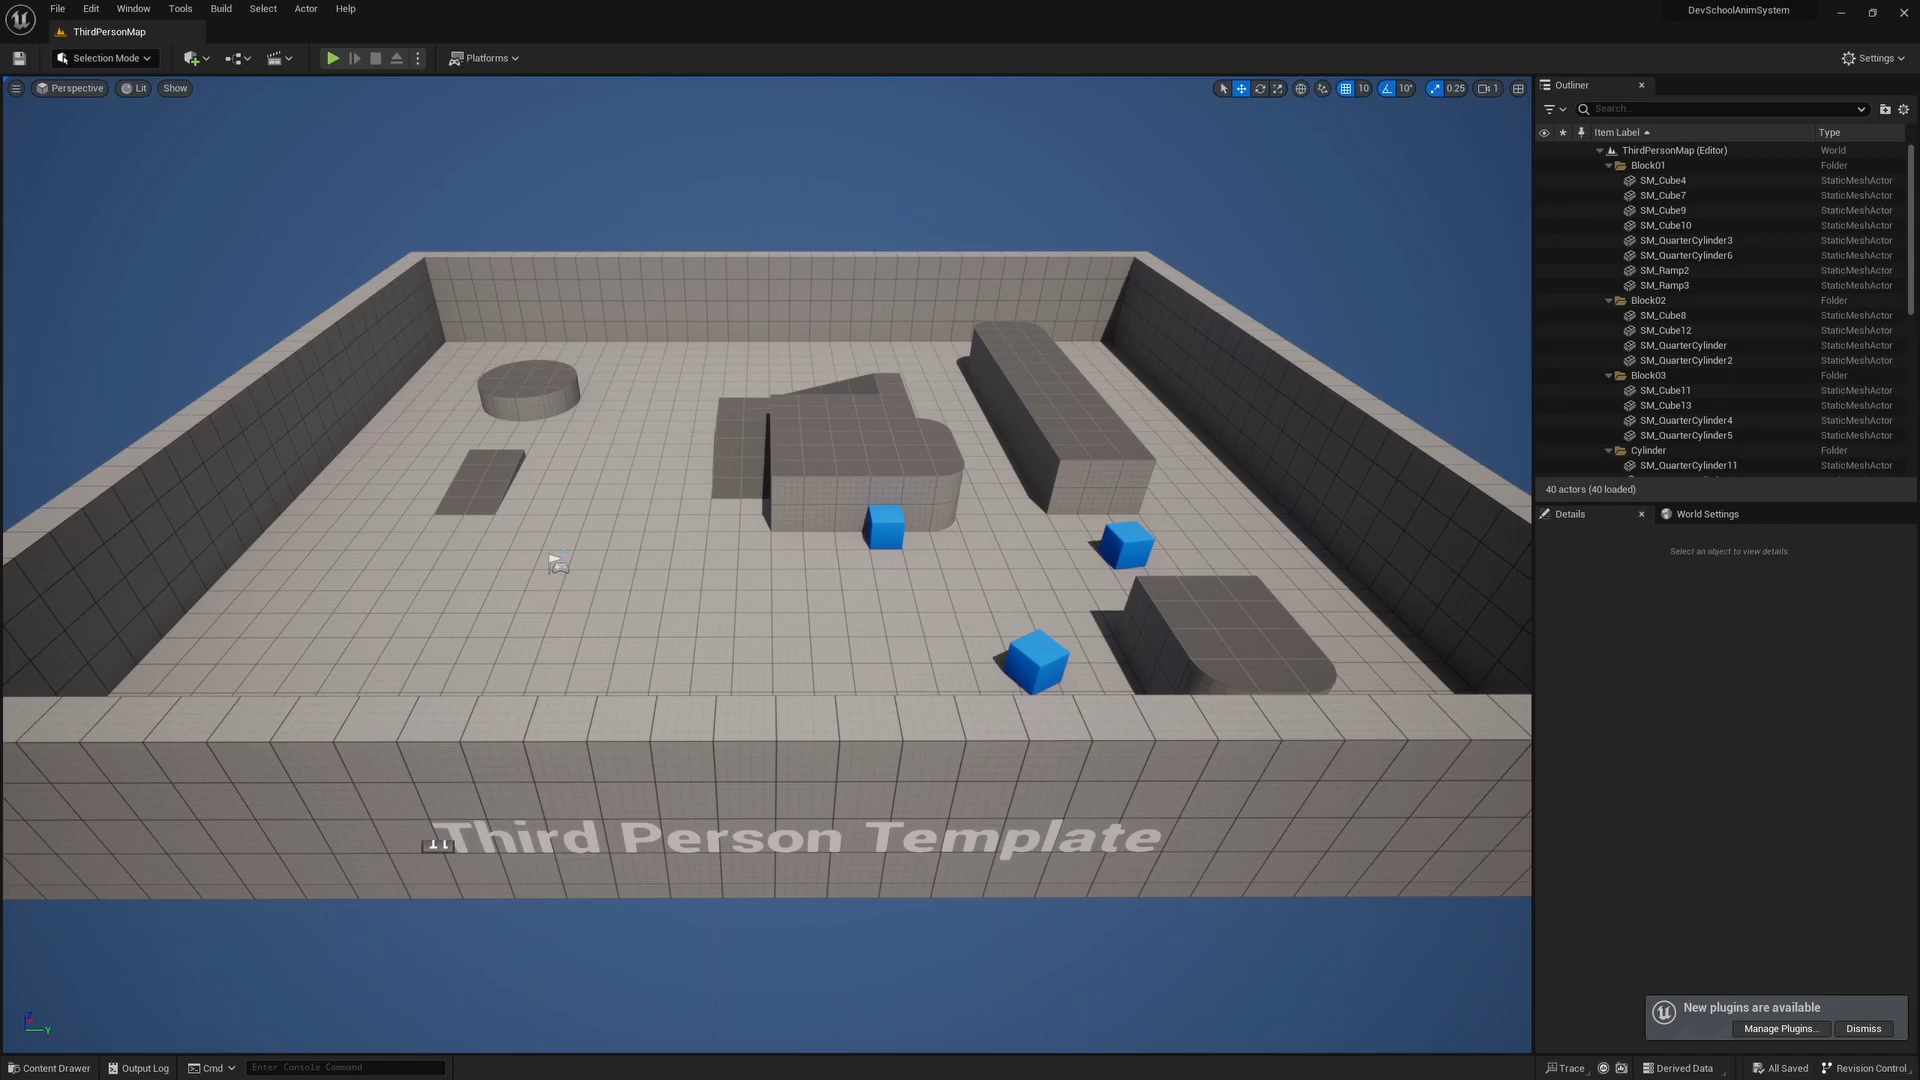 File Edit Window Tools Build Select Actor Help
DevSchoolAnimSystem
ThirdPersonMap
Selection Mode
Platforms
Settings
Perspective Lit Show
10 10° 0.25 1
Outliner
Search...
Item Label Type
ThirdPersonMap (Editor) World
Block01 Folder
SM_Cube4 StaticMeshActor
SM_Cube7 StaticMeshActor
SM_Cube9 StaticMeshActor
SM_Cube10 StaticMeshActor
SM_QuarterCylinder3 StaticMeshActor
SM_QuarterCylinder6 StaticMeshActor
SM_Ramp2 StaticMeshActor
SM_Ramp3 StaticMeshActor
Block02 Folder
SM_Cube8 StaticMeshActor
SM_Cube12 StaticMeshActor
SM_QuarterCylinder StaticMeshActor
SM_QuarterCylinder2 StaticMeshActor
Block03 Folder
SM_Cube11 StaticMeshActor
SM_Cube13 StaticMeshActor
SM_QuarterCylinder4 StaticMeshActor
SM_QuarterCylinder5 StaticMeshActor
Cylinder Folder
SM_QuarterCylinder11 StaticMeshActor
40 actors (40 loaded)
Details World Settings
Select an object to view details.
Third Person Template
Z
Y
New plugins are available
Manage Plugins... Dismiss
Content Drawer Output Log Cmd Enter Console Command
Trace Derived Data All Saved Revision Control